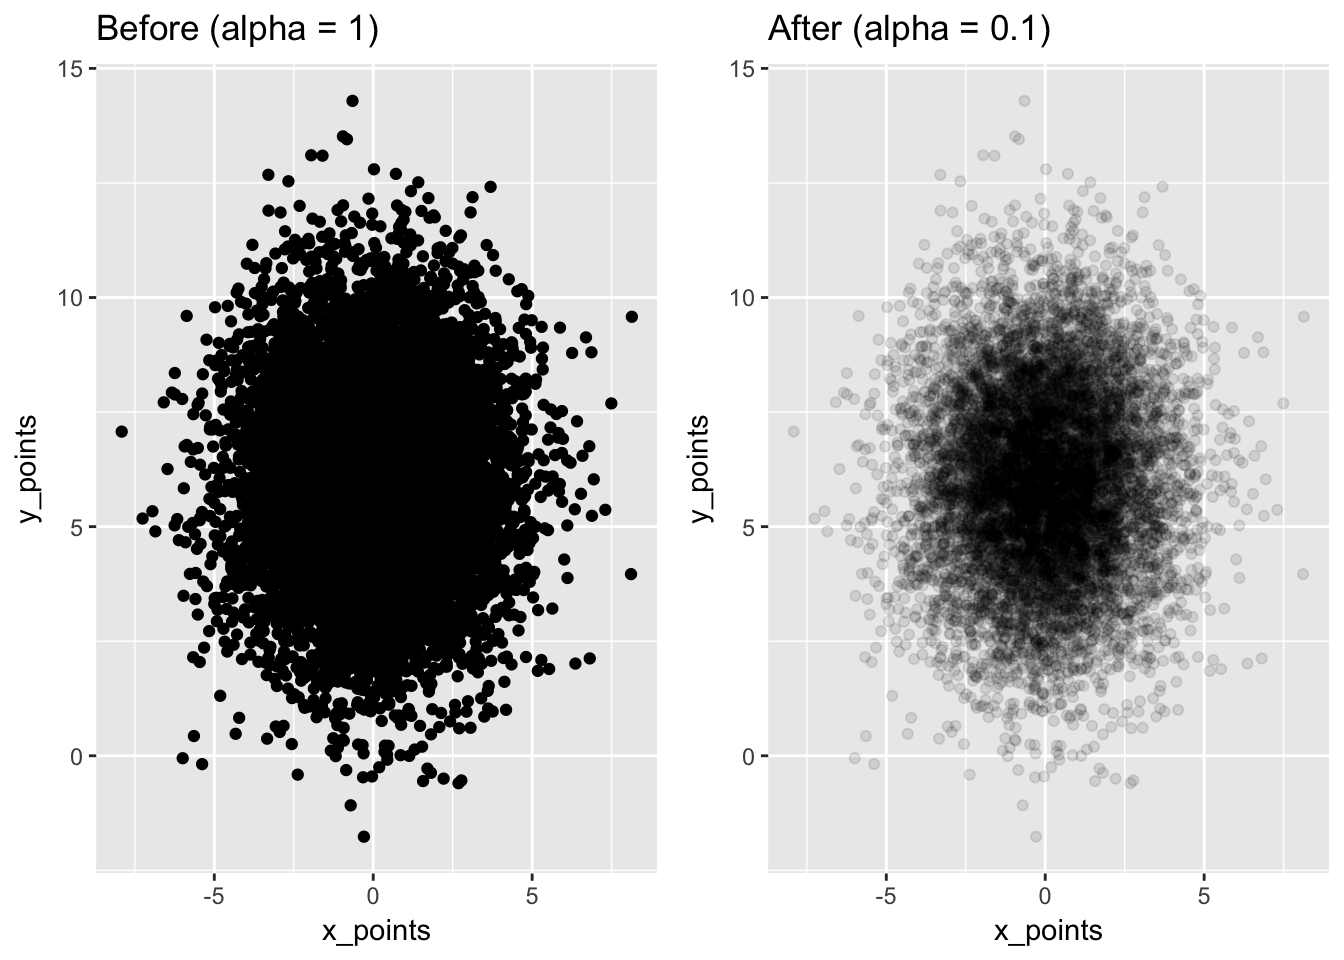 Before (alpha = 1)
15
10
5
0
y_points
-5 0 5
x_points
After (alpha = 0.1)
15
10
5
0
y_points
-5 0 5
x_points